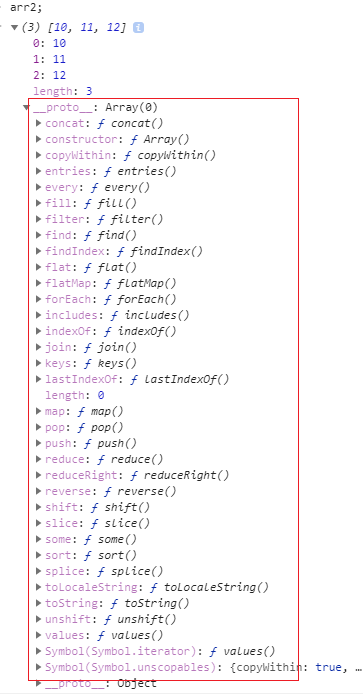 arr2;
(3) [10, 11, 12] i
0: 10
1: 11
2: 12
length: 3
__proto__: Array(0)
concat: ƒ concat()
constructor: ƒ Array()
copyWithin: ƒ copyWithin()
entries: ƒ entries()
every: ƒ every()
fill: ƒ fill()
filter: ƒ filter()
find: ƒ find()
findIndex: ƒ findIndex()
flat: ƒ flat()
flatMap: ƒ flatMap()
forEach: ƒ forEach()
includes: ƒ includes()
indexOf: ƒ indexOf()
join: ƒ join()
keys: ƒ keys()
lastIndexOf: ƒ lastIndexOf()
length: 0
map: ƒ map()
pop: ƒ pop()
push: ƒ push()
reduce: ƒ reduce()
reduceRight: ƒ reduceRight()
reverse: ƒ reverse()
shift: ƒ shift()
slice: ƒ slice()
some: ƒ some()
sort: ƒ sort()
splice: ƒ splice()
toLocaleString: ƒ toLocaleString()
toString: ƒ toString()
unshift: ƒ unshift()
values: ƒ values()
Symbol(Symbol.iterator): ƒ values()
Symbol(Symbol.unscopables): {copyWithin: true, …
__proto__: Object